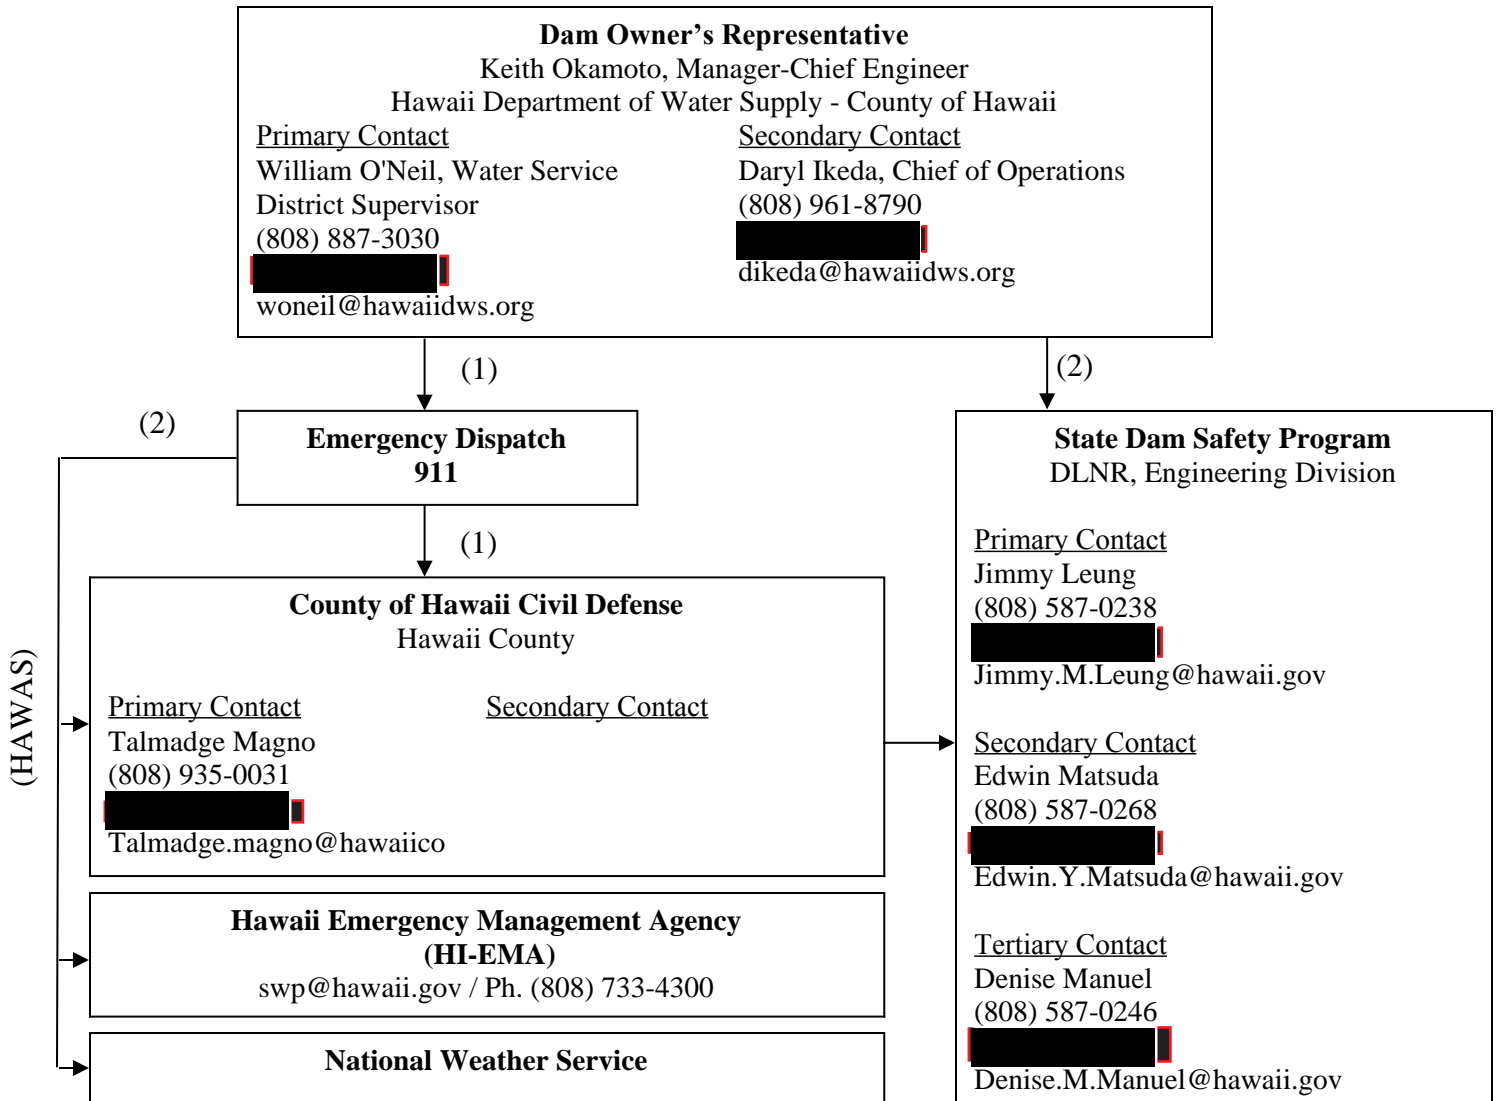 Dam Owner's Representative
Keith Okamoto, Manager-Chief Engineer
Hawaii Department of Water Supply - County of Hawaii
Primary Contact
William O'Neil, Water Service
District Supervisor
(808) 887-3030
woneil@hawaiidws.org
Secondary Contact
Daryl Ikeda, Chief of Operations
(808) 961-8790
dikeda@hawaiidws.org
(1)
(2)
(2)
Emergency Dispatch
911
(1)
(HAWAS)
County of Hawaii Civil Defense
Hawaii County
Primary Contact
Talmadge Magno
(808) 935-0031
Talmadge.magno@hawaiico
Secondary Contact
Hawaii Emergency Management Agency
(HI-EMA)
swp@hawaii.gov / Ph. (808) 733-4300
National Weather Service
State Dam Safety Program
DLNR, Engineering Division
Primary Contact
Jimmy Leung
(808) 587-0238
Jimmy.M.Leung@hawaii.gov
Secondary Contact
Edwin Matsuda
(808) 587-0268
Edwin.Y.Matsuda@hawaii.gov
Tertiary Contact
Denise Manuel
(808) 587-0246
Denise.M.Manuel@hawaii.gov